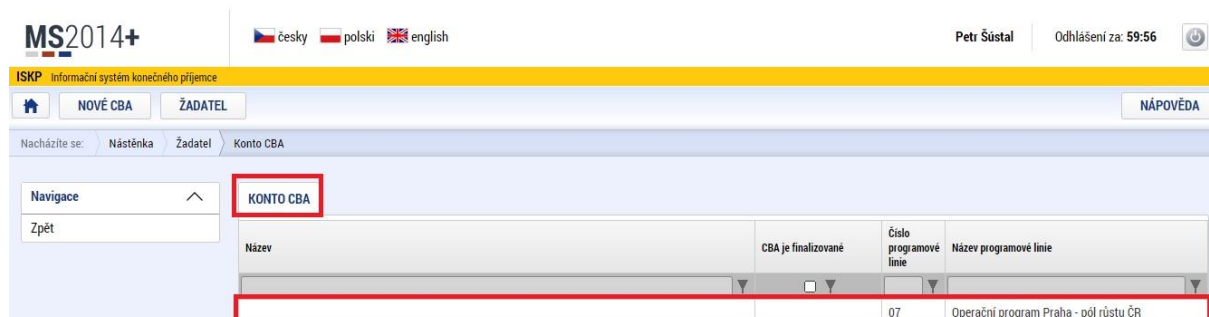 MS2014+
česky polski english
Petr Šústal Odhlášení za: 59:56
ISKP Informační systém konečného příjemce
NOVÉ CBA ŽADATEL NÁPOVĚDA
Nacházíte se: Nástěnka Žadatel Konto CBA
Navigace
Zpět
KONTO CBA
Název CBA je finalizované Číslo programové linie Název programové linie
07 Operační program Praha - pól růstu ČR